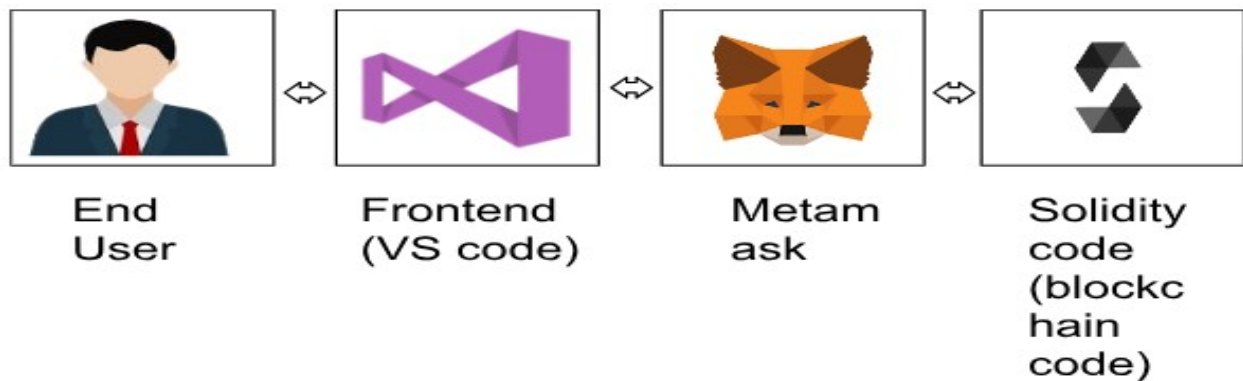 End
User
Frontend
(VS code)
Metam
ask
Solidity
code
(blockc
hain
code)